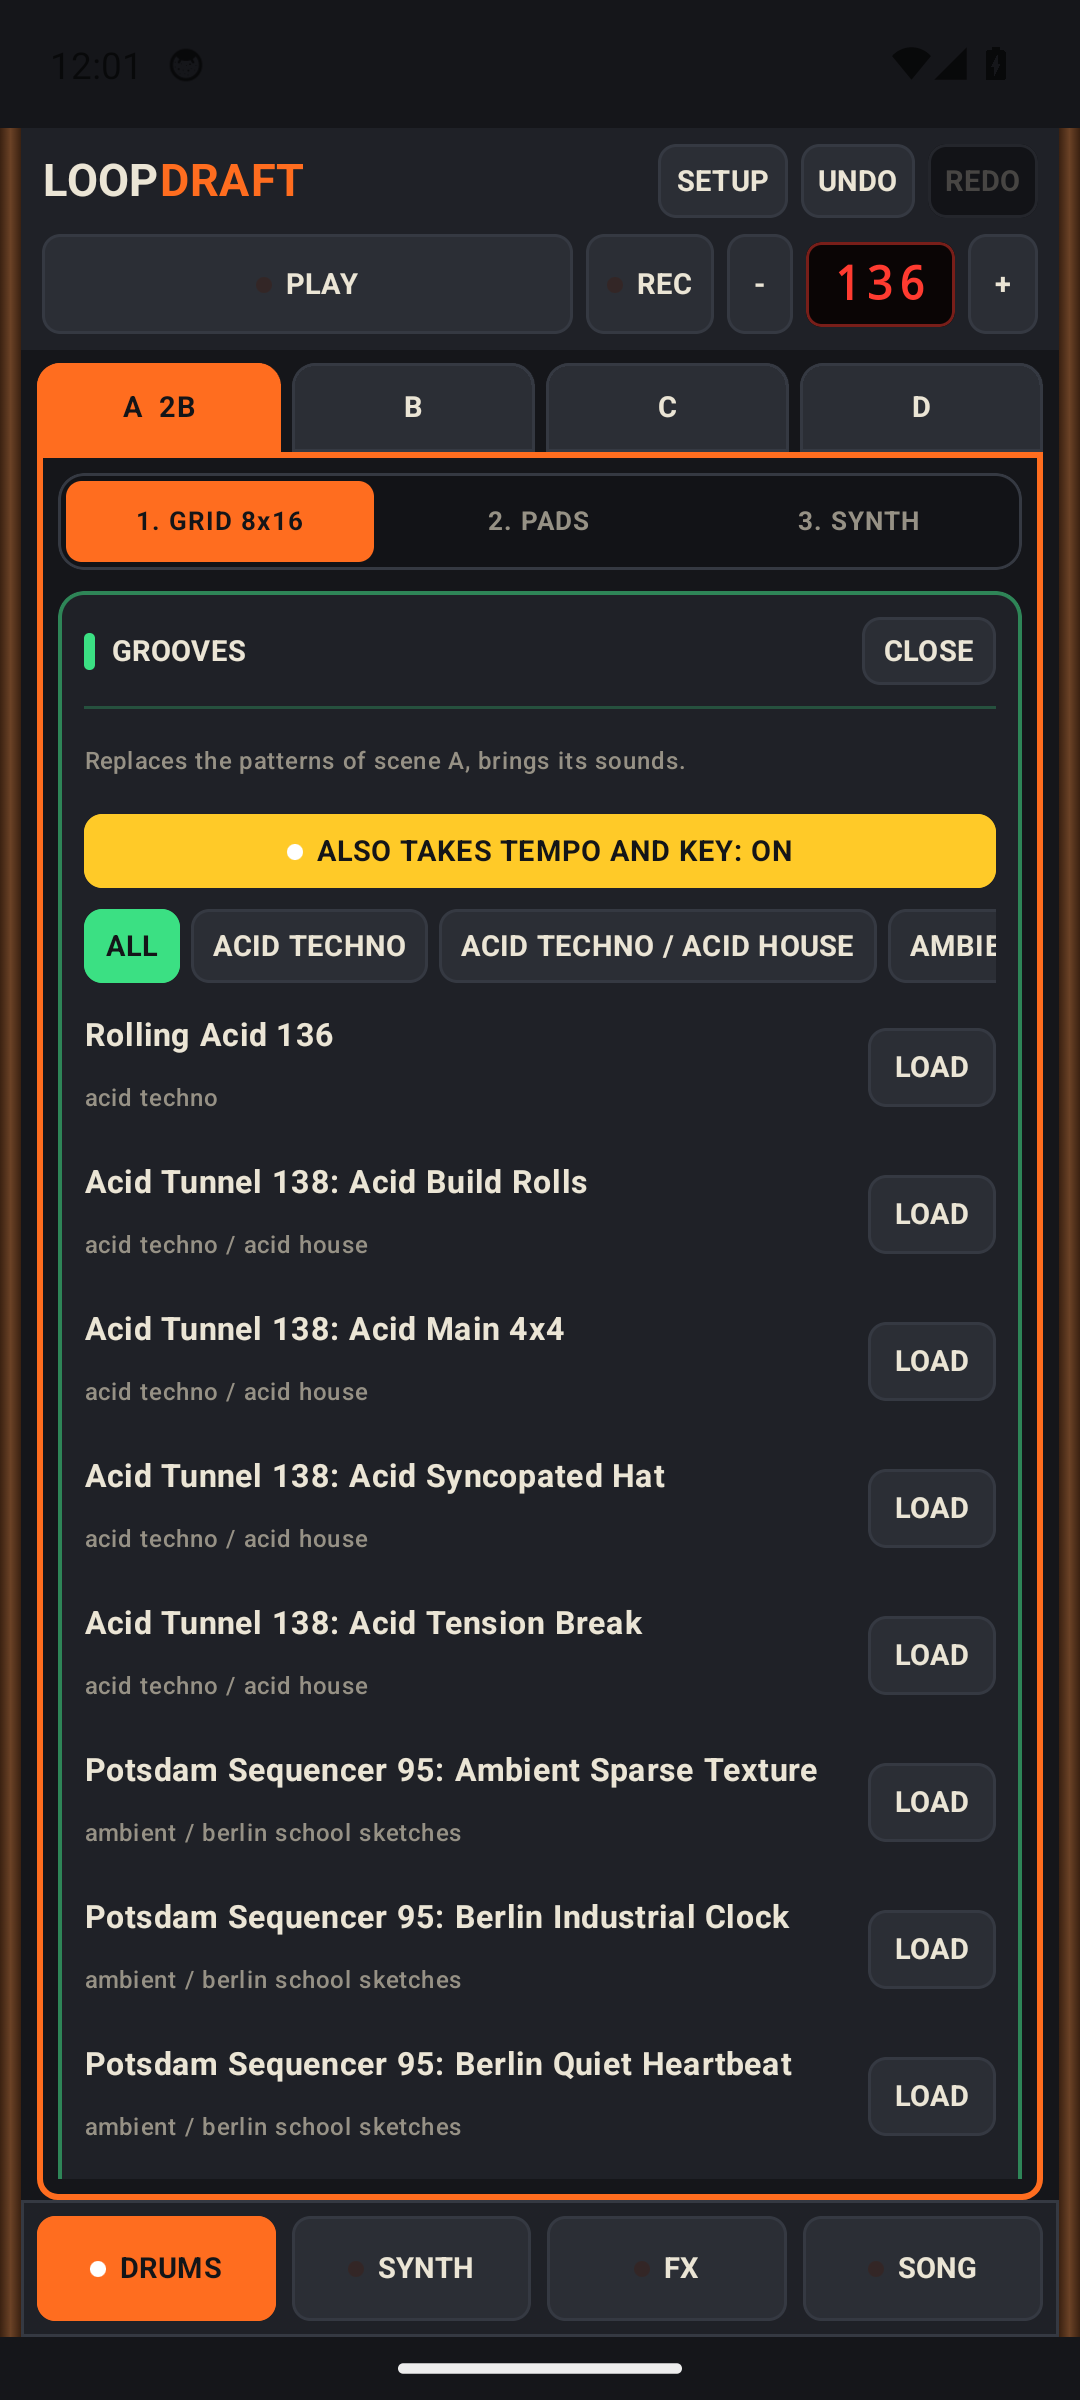 12:01
LOOPDRAFT
SETUP
UNDO
REDO
PLAY
REC
-
136
+
A 2B
B
C
D
1. GRID 8x16
2. PADS
3. SYNTH
GROOVES
CLOSE
Replaces the patterns of scene A, brings its sounds.
ALSO TAKES TEMPO AND KEY: ON
ALL
ACID TECHNO
ACID TECHNO / ACID HOUSE
AMBIE
Rolling Acid 136
acid techno
LOAD
Acid Tunnel 138: Acid Build Rolls
acid techno / acid house
LOAD
Acid Tunnel 138: Acid Main 4x4
acid techno / acid house
LOAD
Acid Tunnel 138: Acid Syncopated Hat
acid techno / acid house
LOAD
Acid Tunnel 138: Acid Tension Break
acid techno / acid house
LOAD
Potsdam Sequencer 95: Ambient Sparse Texture
ambient / berlin school sketches
LOAD
Potsdam Sequencer 95: Berlin Industrial Clock
ambient / berlin school sketches
LOAD
Potsdam Sequencer 95: Berlin Quiet Heartbeat
ambient / berlin school sketches
LOAD
DRUMS
SYNTH
FX
SONG